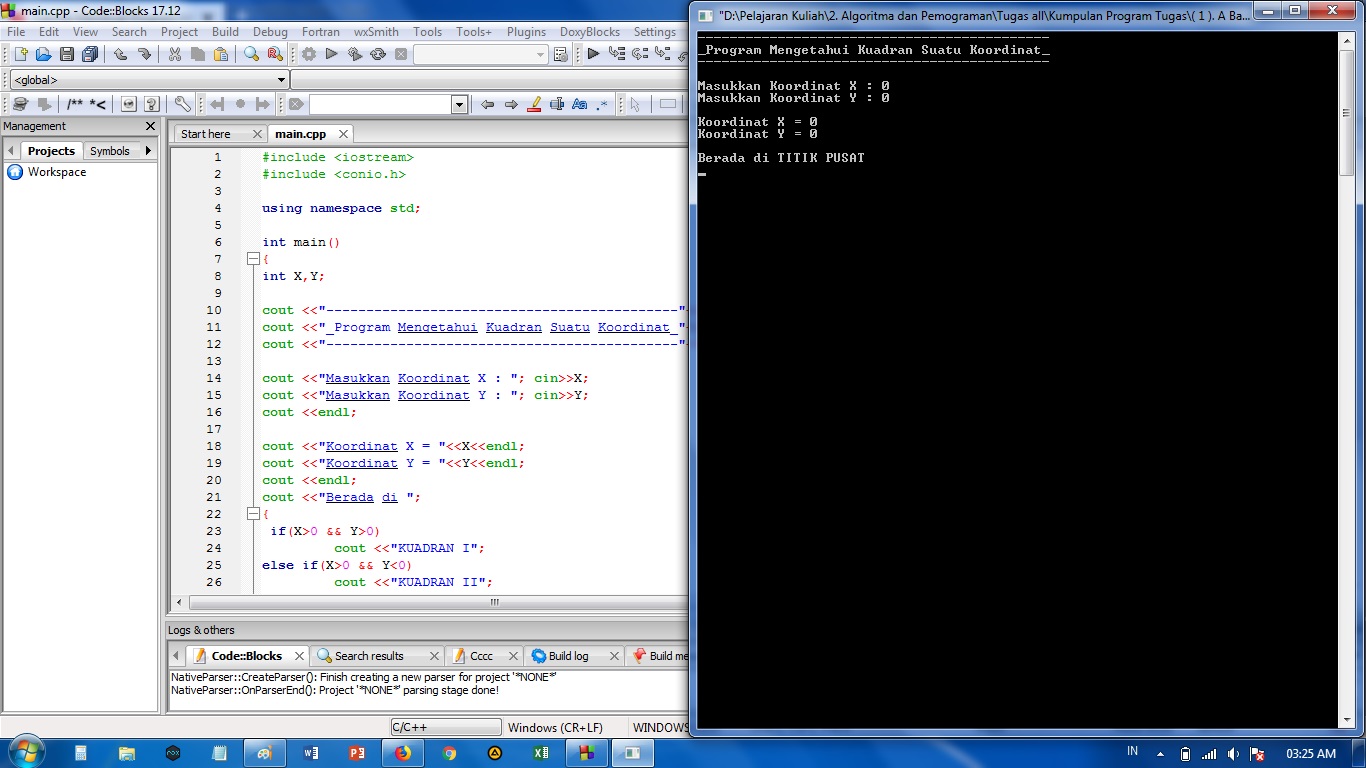 main.cpp - Code::Blocks 17.12
File Edit View Search Project Build Debug Fortran wxSmith Tools Tools+ Plugins DoxyBlocks Settings
<global>
/** *<
Aa .*
Management
Projects Symbols
Workspace
Start here main.cpp
1 #include <iostream>
2 #include <conio.h>
3
4 using namespace std;
5
6 int main()
7 {
8 int X,Y;
9
10 cout <<"--------------------------------------------"
11 cout <<"_Program Mengetahui Kuadran Suatu Koordinat_"
12 cout <<"--------------------------------------------"
13
14 cout <<"Masukkan Koordinat X : "; cin>>X;
15 cout <<"Masukkan Koordinat Y : "; cin>>Y;
16 cout <<endl;
17
18 cout <<"Koordinat X = "<<X<<endl;
19 cout <<"Koordinat Y = "<<Y<<endl;
20 cout <<endl;
21 cout <<"Berada di ";
22 {
23 if(X>0 && Y>0)
24 cout <<"KUADRAN I";
25 else if(X>0 && Y<0)
26 cout <<"KUADRAN II";
Logs & others
Code::Blocks Search results Cccc Build log Build me
NativeParser::CreateParser(): Finish creating a new parser for project '*NONE*'
NativeParser::OnParserEnd(): Project '*NONE*' parsing stage done!
C/C++ Windows (CR+LF) WINDOWS
"D:\Pelajaran Kuliah\2. Algoritma dan Pemograman\Tugas all\Kumpulan Program Tugas\( 1 ). A Ba...
--------------------------------------------
_Program Mengetahui Kuadran Suatu Koordinat_
--------------------------------------------
Masukkan Koordinat X : 0
Masukkan Koordinat Y : 0
Koordinat X = 0
Koordinat Y = 0
Berada di TITIK PUSAT
IN 03:25 AM